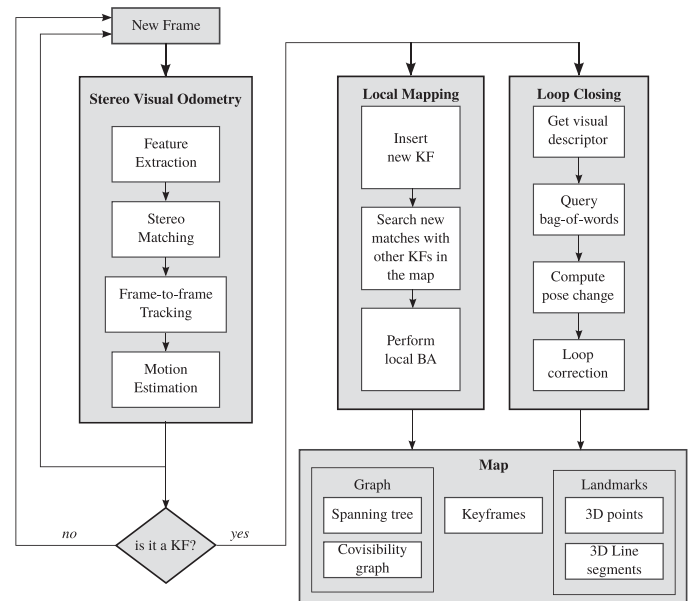 New Frame
Stereo Visual Odometry
Feature
Extraction
Stereo
Matching
Frame-to-frame
Tracking
Motion
Estimation
is it a KF?
no
yes
Local Mapping
Insert
new KF
Search new
matches with
other KFs in
the map
Perform
local BA
Loop Closing
Get visual
descriptor
Query
bag-of-words
Compute
pose change
Loop
correction
Map
Graph
Spanning tree
Covisibility
graph
Keyframes
Landmarks
3D points
3D Line
segments